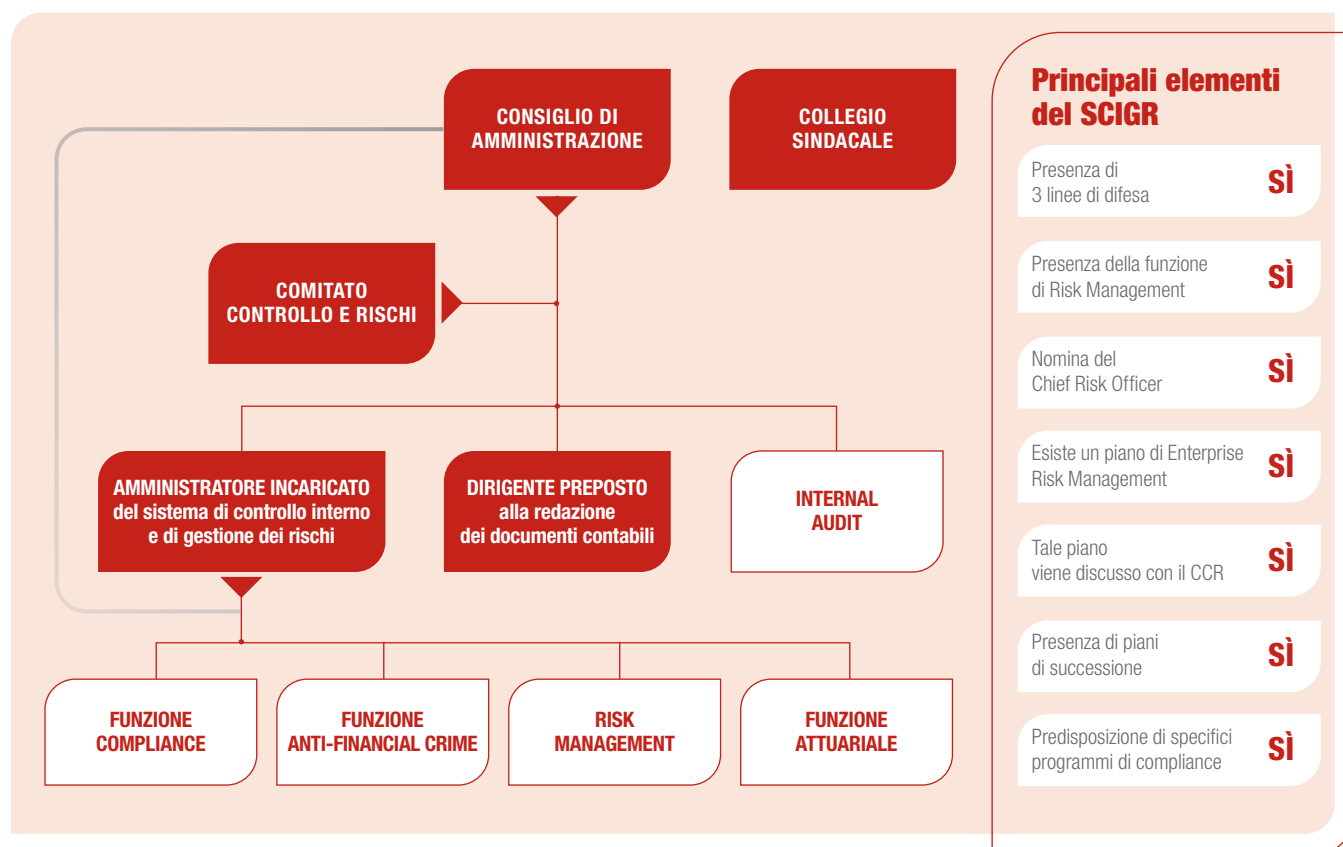 CONSIGLIO DI
AMMINISTRAZIONE
COLLEGIO
SINDACALE
COMITATO
CONTROLLO E RISCHI
AMMINISTRATORE INCARICATO
del sistema di controllo interno
e di gestione dei rischi
DIRIGENTE PREPOSTO
alla redazione
dei documenti contabili
INTERNAL
AUDIT
FUNZIONE
COMPLIANCE
FUNZIONE
ANTI-FINANCIAL CRIME
RISK
MANAGEMENT
FUNZIONE
ATTUARIALE
Principali elementi
del SCIGR
Presenza di
3 linee di difesa
SÌ
Presenza della funzione
di Risk Management
SÌ
Nomina del
Chief Risk Officer
SÌ
Esiste un piano di Enterprise
Risk Management
SÌ
Tale piano
viene discusso con il CCR
SÌ
Presenza di piani
di successione
SÌ
Predisposizione di specifici
programmi di compliance
SÌ